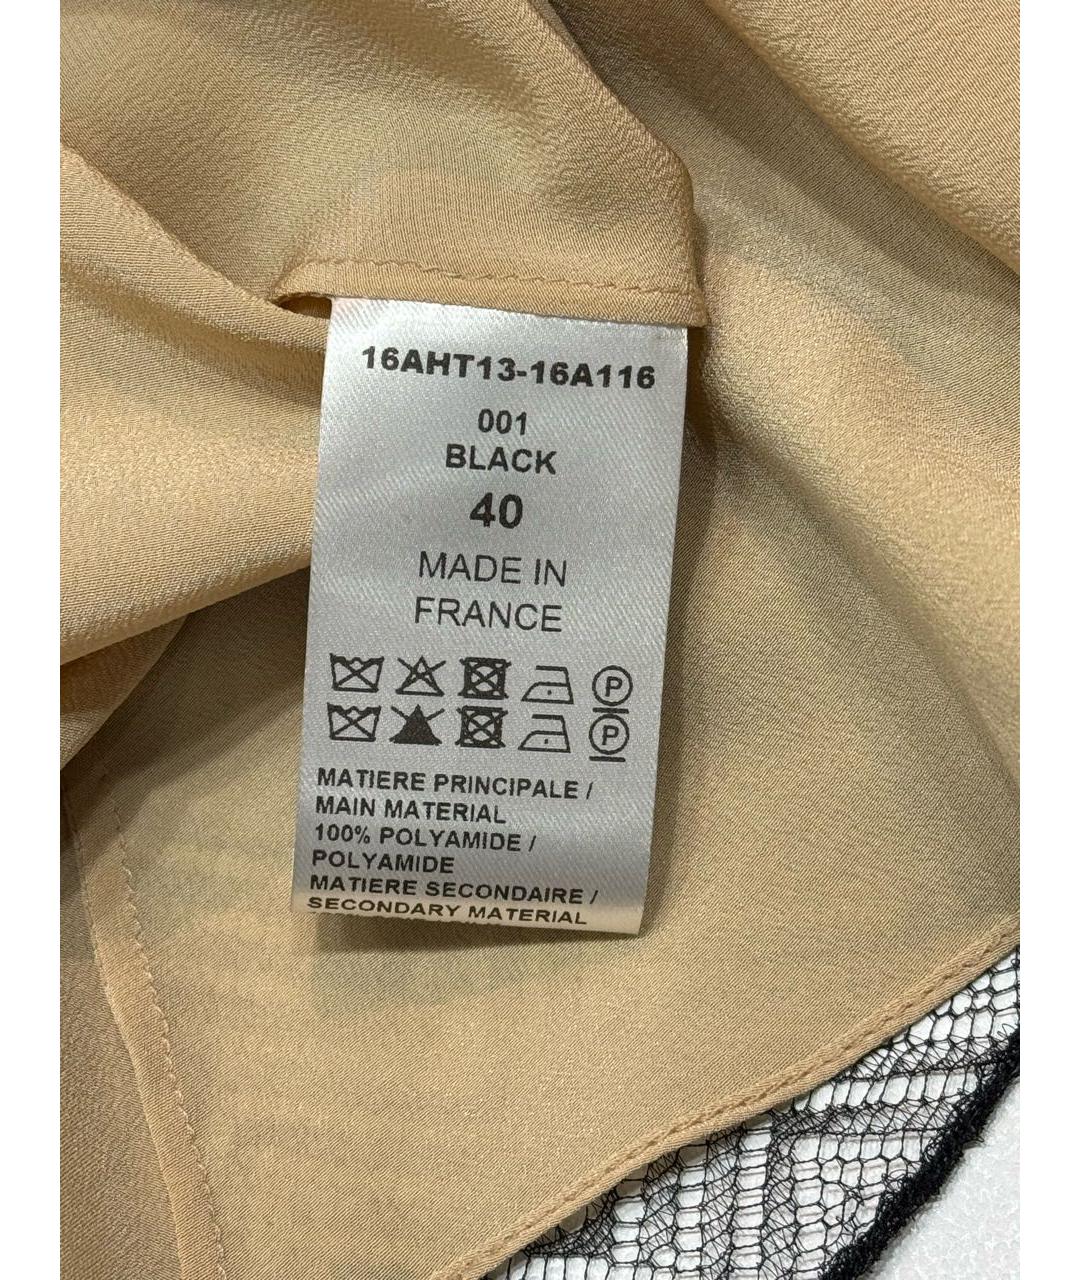 16AHT13-16A116
001
BLACK
40
MADE IN
FRANCE
P
P
MATIERE PRINCIPALE /
MAIN MATERIAL
100% POLYAMIDE /
POLYAMIDE
MATIERE SECONDAIRE /
SECONDARY MATERIAL